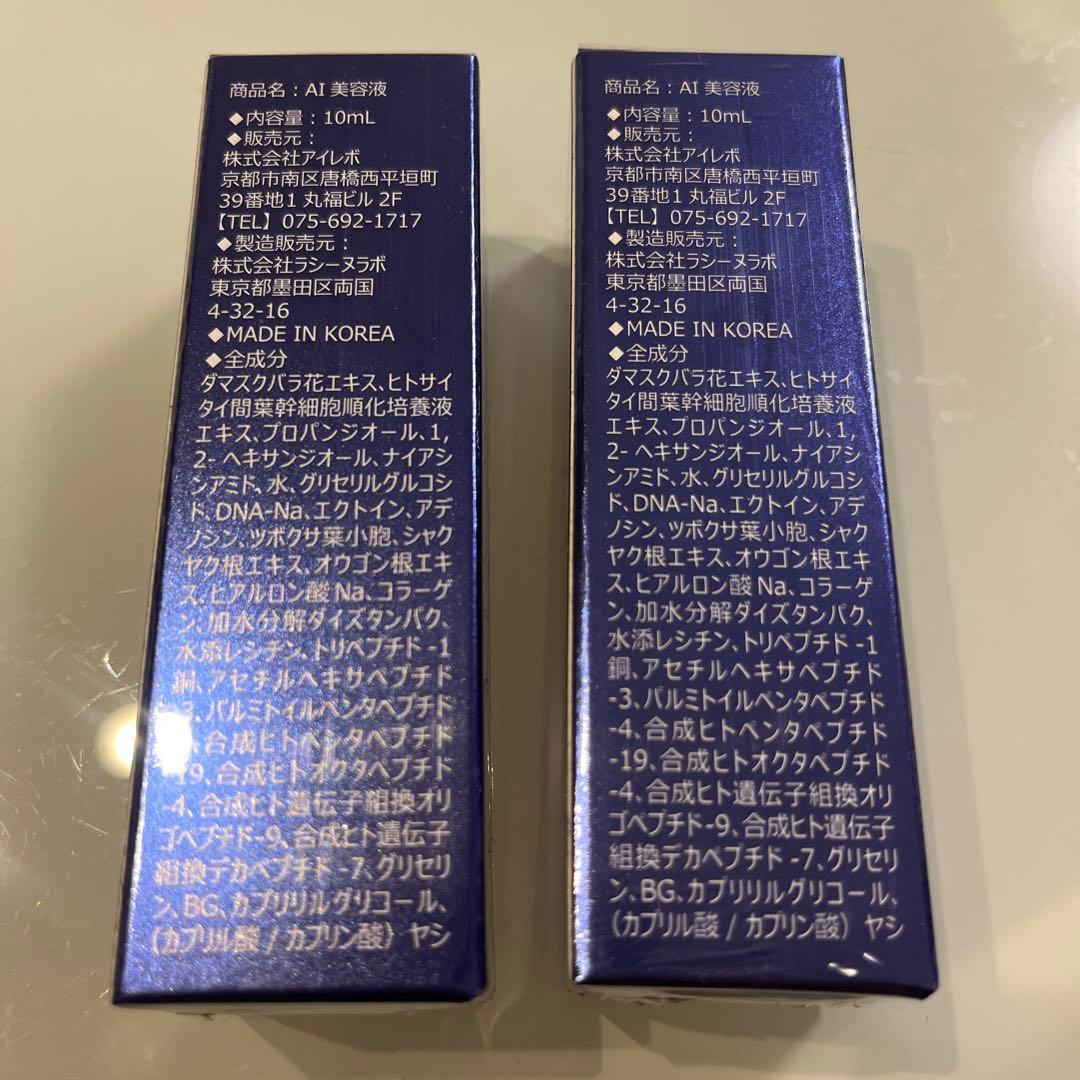 商品名：AI 美容液
◆内容量：10mL
◆販売元：
株式会社アイレボ
京都市南区唐橋西平垣町
39番地1 丸福ビル 2F
【TEL】075-692-1717
◆製造販売元：
株式会社ラシーヌラボ
東京都墨田区両国
4-32-16
◆MADE IN KOREA
◆全成分
ダマスクバラ花エキス、ヒトサイ
タイ間葉幹細胞順化培養液
エキス、プロパンジオール、1,
2- ヘキサンジオール、ナイアシ
ンアミド、水、グリセリルグルコシ
ド、DNA-Na、エクトイン、アデ
ノシン、ツボクサ葉小胞、シャク
ヤク根エキス、オウゴン根エキ
ス、ヒアルロン酸 Na、コラーゲ
ン、加水分解ダイズタンパク、
水添レシチン、トリペプチド -1
銅、アセチルヘキサペプチド
-3、パルミトイルペンタペプチド
、合成ヒトペンタペプチド
-19、合成ヒトオクタペプチド
-4、合成ヒト遺伝子組換オリ
ゴペプチド-9、合成ヒト遺伝子
組換デカペプチド -7、グリセリ
ン、BG、カプリリルグリコール、
（カプリル酸 / カプリン酸）ヤシ
商品名：AI 美容液
◆内容量：10mL
◆販売元：
株式会社アイレボ
京都市南区唐橋西平垣町
39番地1 丸福ビル 2F
【TEL】075-692-1717
◆製造販売元：
株式会社ラシーヌラボ
東京都墨田区両国
4-32-16
◆MADE IN KOREA
◆全成分
ダマスクバラ花エキス、ヒトサイ
タイ間葉幹細胞順化培養液
エキス、プロパンジオール、1,
2- ヘキサンジオール、ナイアシ
ンアミド、水、グリセリルグルコシ
ド、DNA-Na、エクトイン、アデ
ノシン、ツボクサ葉小胞、シャク
ヤク根エキス、オウゴン根エキ
ス、ヒアルロン酸 Na、コラーゲ
ン、加水分解ダイズタンパク、
水添レシチン、トリペプチド -1
銅、アセチルヘキサペプチド
-3、パルミトイルペンタペプチド
-4、合成ヒトペンタペプチド
-19、合成ヒトオクタペプチド
-4、合成ヒト遺伝子組換オリ
ゴペプチド-9、合成ヒト遺伝子
組換デカペプチド -7、グリセリ
ン、BG、カプリリルグリコール、
（カプリル酸 / カプリン酸）ヤシ